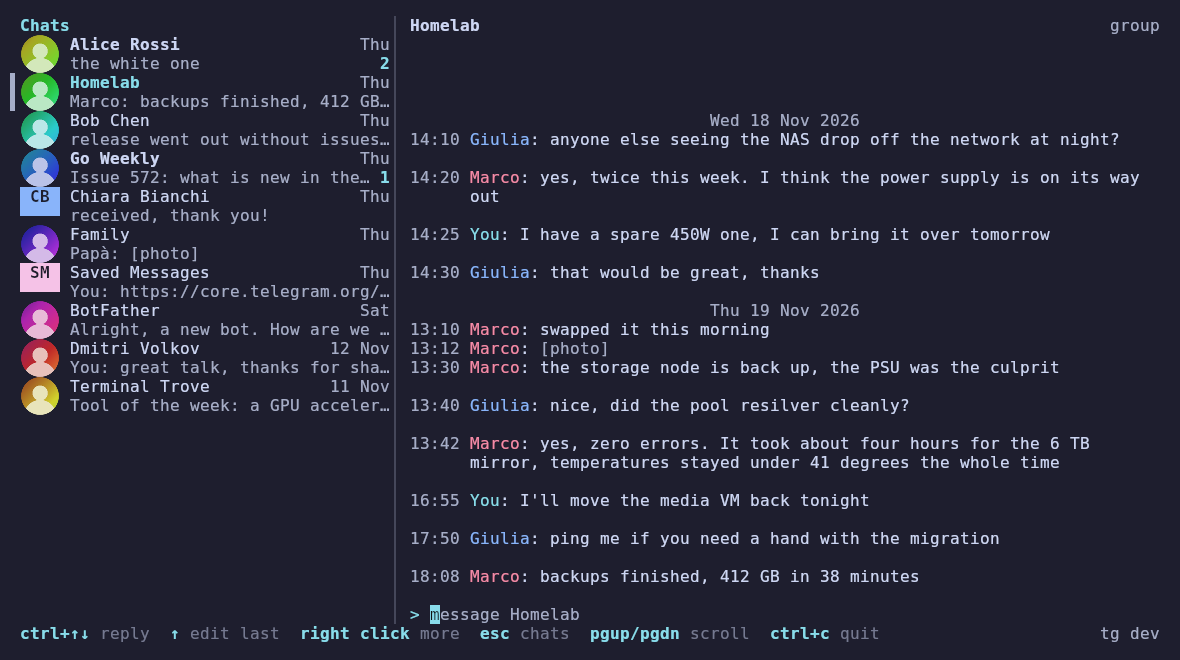 Chats
Alice Rossi Thu
the white one 2
Homelab Thu
Marco: backups finished, 412 GB…
Bob Chen Thu
release went out without issues…
Go Weekly Thu
Issue 572: what is new in the… 1
CB Chiara Bianchi Thu
received, thank you!
Family Thu
Papà: [photo]
SM Saved Messages Thu
You: https://core.telegram.org/…
BotFather Sat
Alright, a new bot. How are we …
Dmitri Volkov 12 Nov
You: great talk, thanks for sha…
Terminal Trove 11 Nov
Tool of the week: a GPU acceler…
Homelab group
Wed 18 Nov 2026
14:10 Giulia: anyone else seeing the NAS drop off the network at night?
14:20 Marco: yes, twice this week. I think the power supply is on its way
out
14:25 You: I have a spare 450W one, I can bring it over tomorrow
14:30 Giulia: that would be great, thanks
Thu 19 Nov 2026
13:10 Marco: swapped it this morning
13:12 Marco: [photo]
13:30 Marco: the storage node is back up, the PSU was the culprit
13:40 Giulia: nice, did the pool resilver cleanly?
13:42 Marco: yes, zero errors. It took about four hours for the 6 TB
mirror, temperatures stayed under 41 degrees the whole time
16:55 You: I'll move the media VM back tonight
17:50 Giulia: ping me if you need a hand with the migration
18:08 Marco: backups finished, 412 GB in 38 minutes
> message Homelab
ctrl+↑↓ reply ↑ edit last right click more esc chats pgup/pgdn scroll ctrl+c quit tg dev